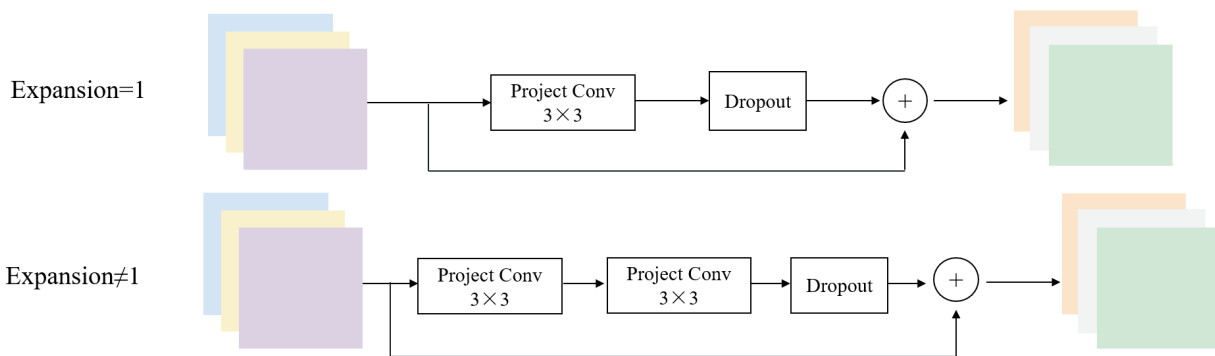 Expansion=1
Project Conv
3×3
Dropout
+
Expansion≠1
Project Conv
3×3
Project Conv
3×3
Dropout
+